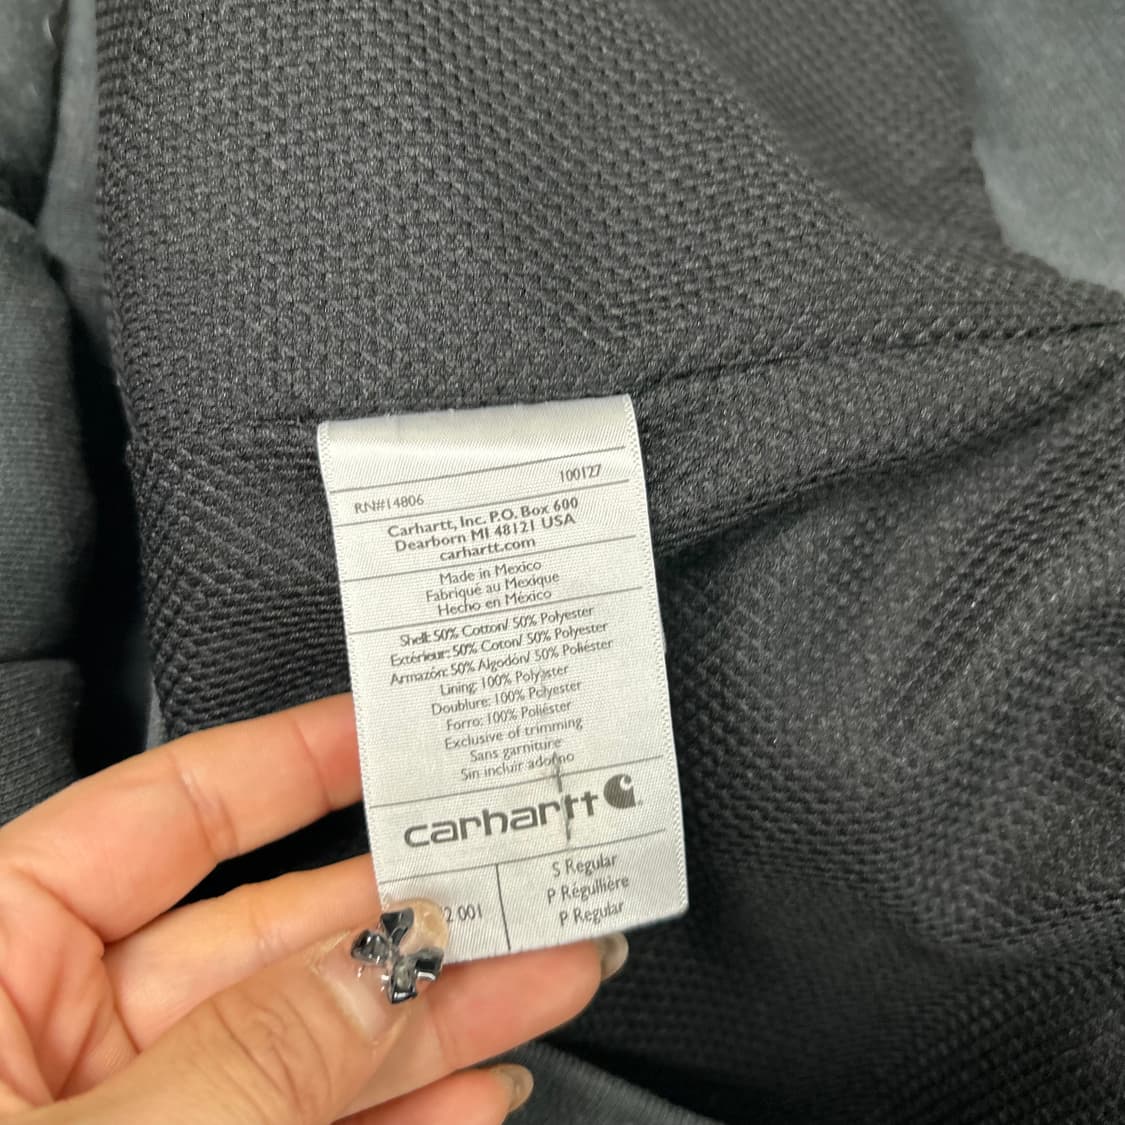 RN#14806 100127
Carhartt, Inc. P.O. Box 600
Dearborn MI 48121 USA
carhartt.com
Made in Mexico
Fabriqué au Mexique
Hecho en México
Shell: 50% Cotton/ 50% Polyester
Extérieur: 50% Coton/ 50% Polyester
Armazón: 50% Algodón/ 50% Poliéster
Lining: 100% Polyester
Doublure: 100% Polyester
Forro: 100% Poliéster
Exclusive of trimming
Sans garniture
Sin incluir adorno
carhartt
2 001
S Regular
P Régullière
P Regular